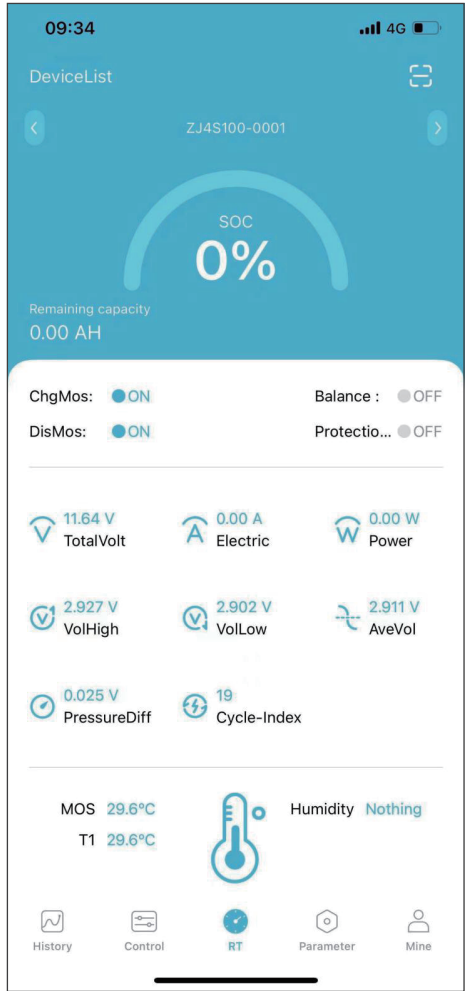 09:34
4G
DeviceList
ZJ4S100-0001
SOC
0%
Remaining capacity
0.00 AH
ChgMos: ON
Balance : OFF
DisMos: ON
Protectio... OFF
11.64 V
TotalVolt
0.00 A
Electric
0.00 W
Power
2.927 V
VolHigh
2.902 V
VolLow
2.911 V
AveVol
0.025 V
PressureDiff
19
Cycle-Index
MOS 29.6°C
T1 29.6°C
Humidity Nothing
History
Control
RT
Parameter
Mine